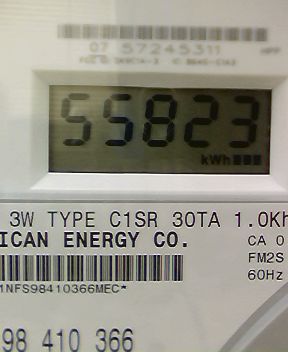 07 57245311
55823
kWh
3W TYPE C1SR 30TA 1.0Kh
ICAN ENERGY CO.
CA 0
FM2S
60Hz
1NFS98410366MEC*
98 410 366